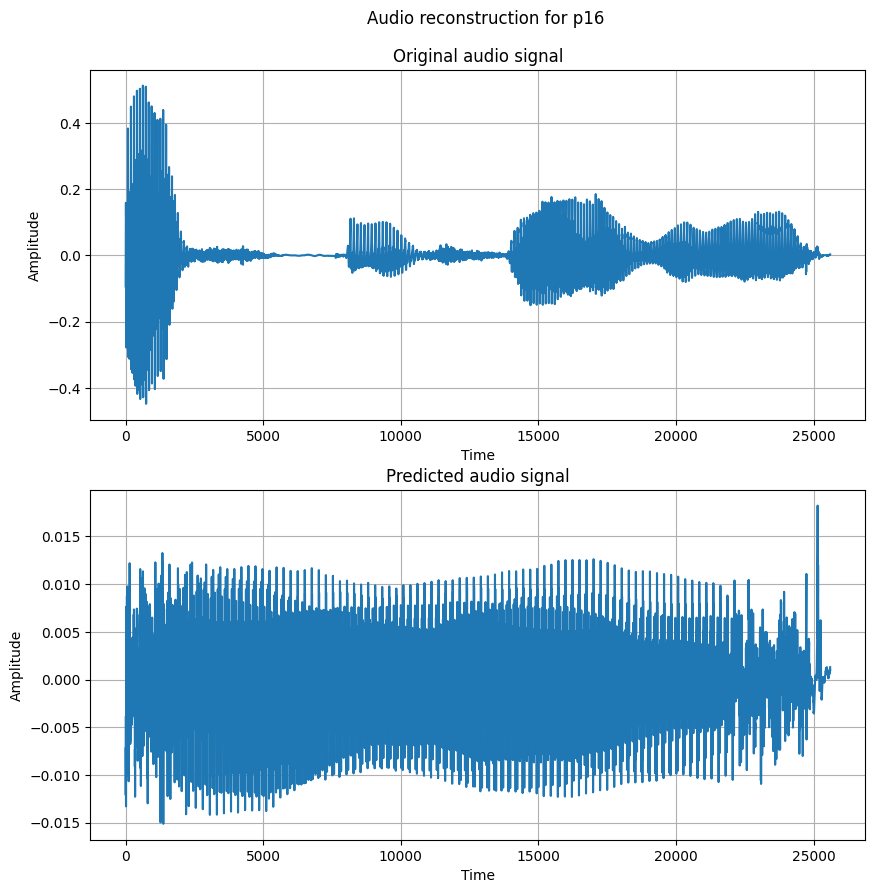 Audio reconstruction for p16
Original audio signal
0.4
0.2
0.0
−0.2
−0.4
Amplitude
0 5000 10000 15000 20000 25000
Time
Predicted audio signal
0.015
0.010
0.005
0.000
−0.005
−0.010
−0.015
Amplitude
0 5000 10000 15000 20000 25000
Time